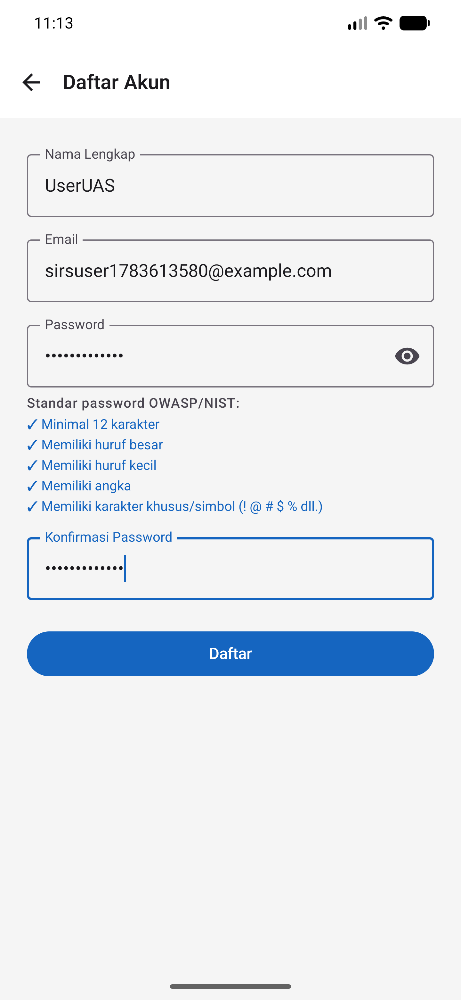 11:13
Daftar Akun
Nama Lengkap
UserUAS
Email
sirsuser1783613580@example.com
Password
•••••••••••••
Standar password OWASP/NIST:
✓ Minimal 12 karakter
✓ Memiliki huruf besar
✓ Memiliki huruf kecil
✓ Memiliki angka
✓ Memiliki karakter khusus/simbol (! @ # $ % dll.)
Konfirmasi Password
•••••••••••••
Daftar